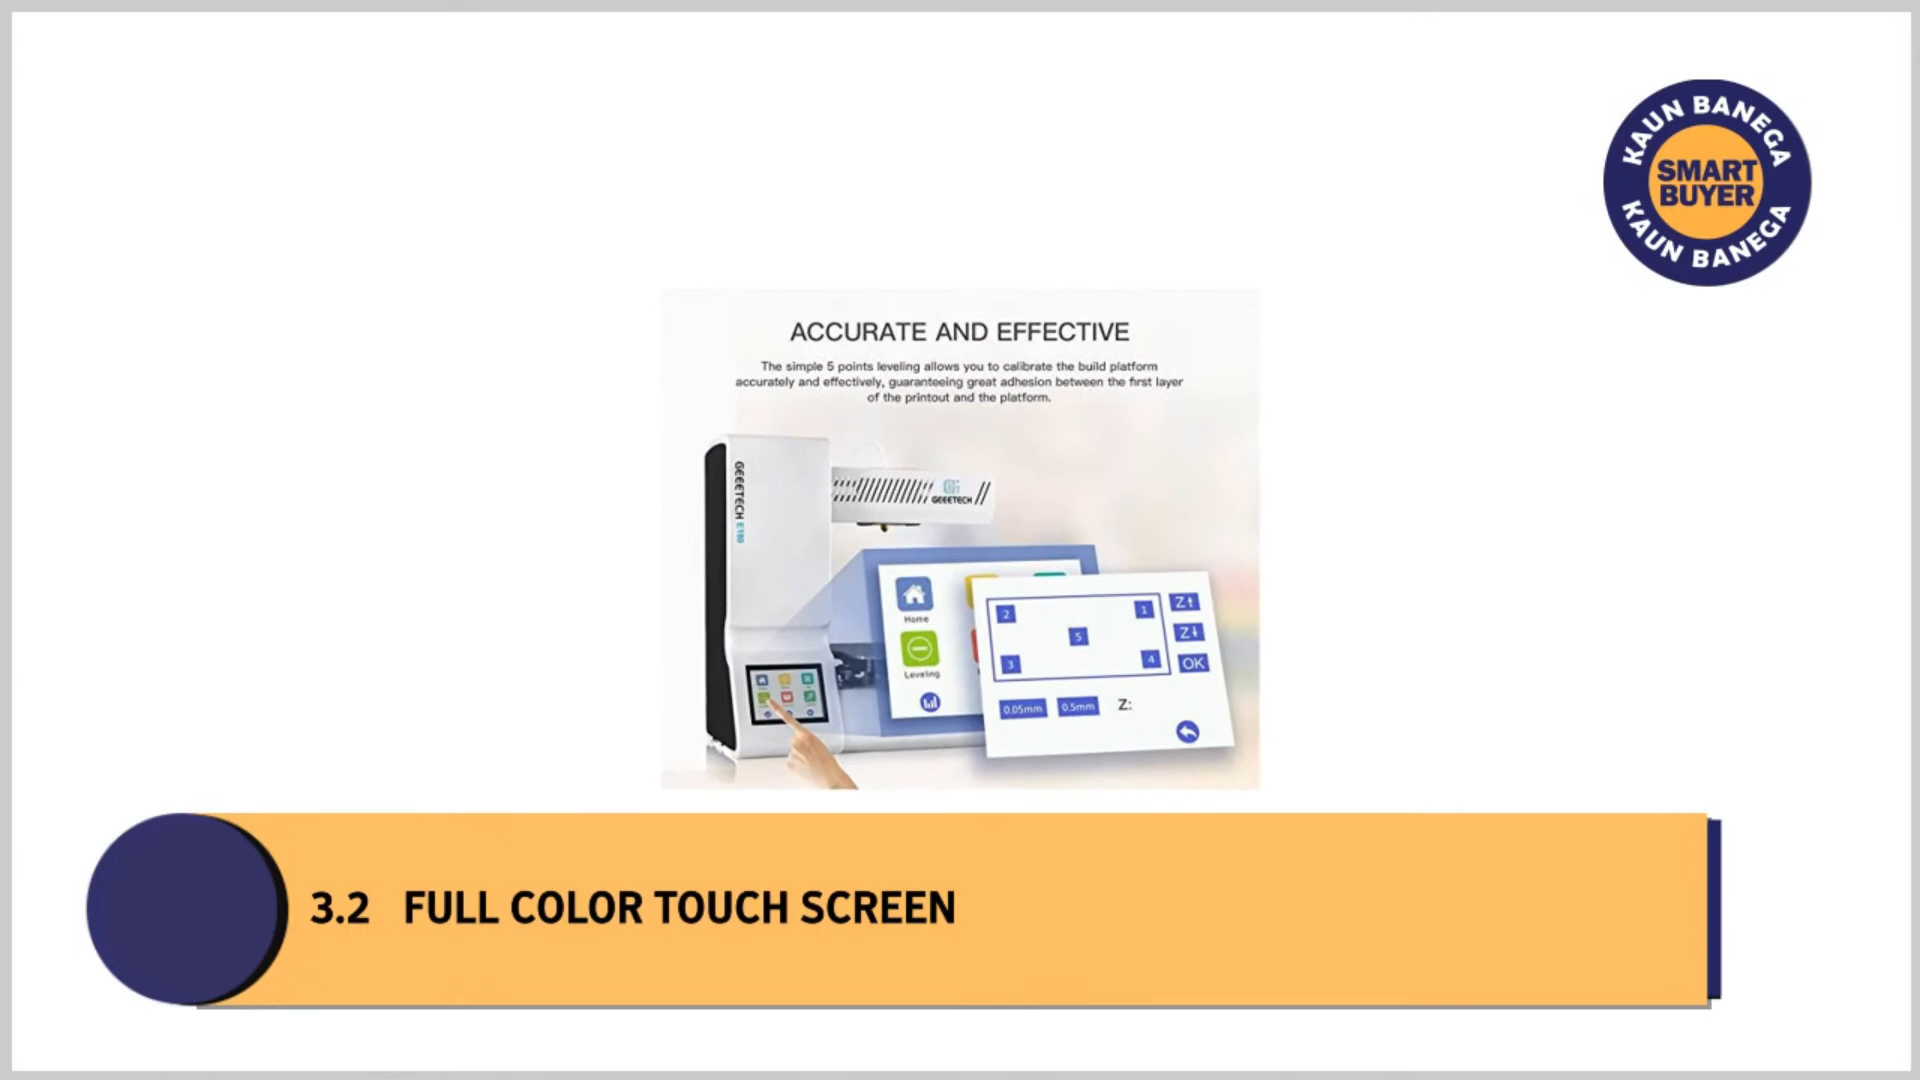 KAUN BANEGA
SMART
BUYER
KAUN BANEGA
ACCURATE AND EFFECTIVE
The simple 5 points leveling allows you to calibrate the build platform
accurately and effectively, guaranteeing great adhesion between the first layer
of the printout and the platform.
GEEETECH E180
GEEETECH
Home
Leveling
2
1
5
3
4
Z↑
Z↓
OK
0.05mm
0.5mm
Z:
3.2 FULL COLOR TOUCH SCREEN